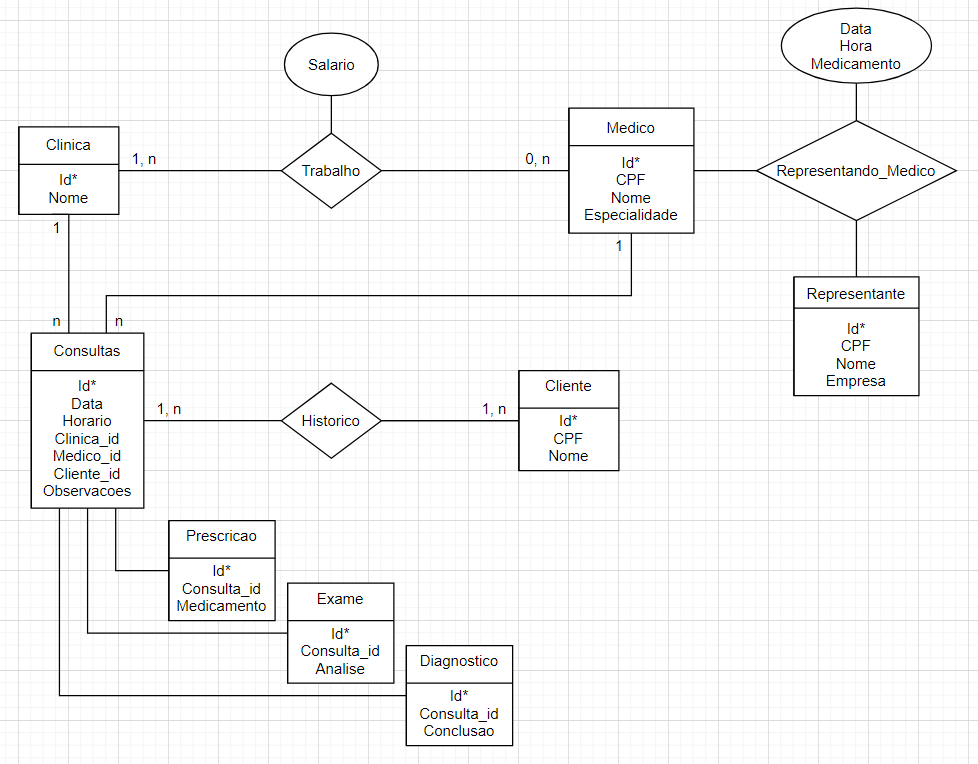 Data
Hora
Medicamento
Salario
Clinica
Id*
Nome
1, n
Trabalho
0, n
Medico
Id*
CPF
Nome
Especialidade
Representando_Medico
1
1
Representante
Id*
CPF
Nome
Empresa
n
n
Consultas
Id*
Data
Horario
Clinica_id
Medico_id
Cliente_id
Observacoes
1, n
Historico
1, n
Cliente
Id*
CPF
Nome
Prescricao
Id*
Consulta_id
Medicamento
Exame
Id*
Consulta_id
Analise
Diagnostico
Id*
Consulta_id
Conclusao